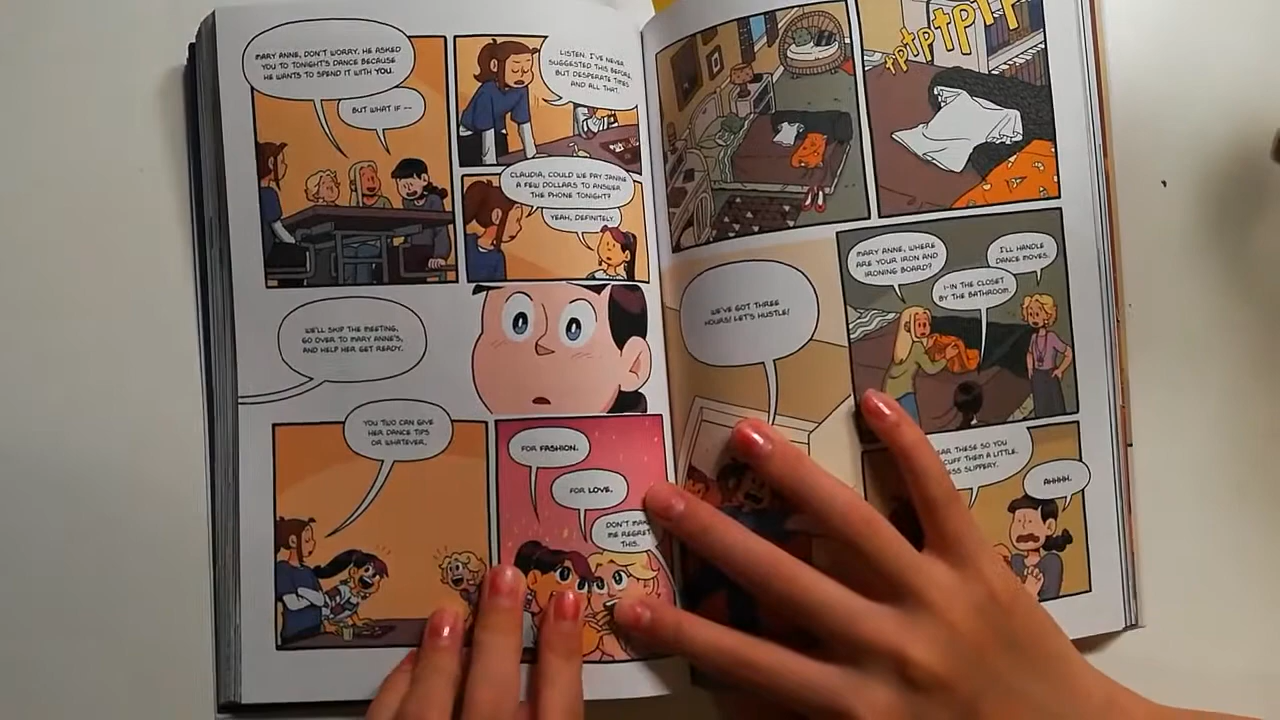 MARY ANNE, DON'T WORRY. HE ASKED
YOU TO TONIGHT'S DANCE BECAUSE
HE WANTS TO SPEND IT WITH YOU.
BUT WHAT IF --
LISTEN. I'VE NEVER
SUGGESTED THIS BEFORE,
BUT DESPERATE TIMES
AND ALL THAT.
CLAUDIA, COULD WE PAY JANINE
A FEW DOLLARS TO ANSWER
THE PHONE TONIGHT?
YEAH, DEFINITELY.
WE'LL SKIP THE MEETING,
GO OVER TO MARY ANNE'S,
AND HELP HER GET READY.
YOU TWO CAN GIVE
HER DANCE TIPS
OR WHATEVER.
FOR FASHION.
FOR LOVE.
DON'T MAKE
ME REGRET
THIS.
TPTPTPTPTP
WE'VE GOT THREE
HOURS! LET'S HUSTLE!
MARY ANNE, WHERE
ARE YOUR IRON AND
IRONING BOARD?
I-IN THE CLOSET
BY THE BATHROOM.
I'LL HANDLE
DANCE MOVES.
THESE SO YOU
CUFF THEM A LITTLE.
SLIPPERY.
AHHHH.